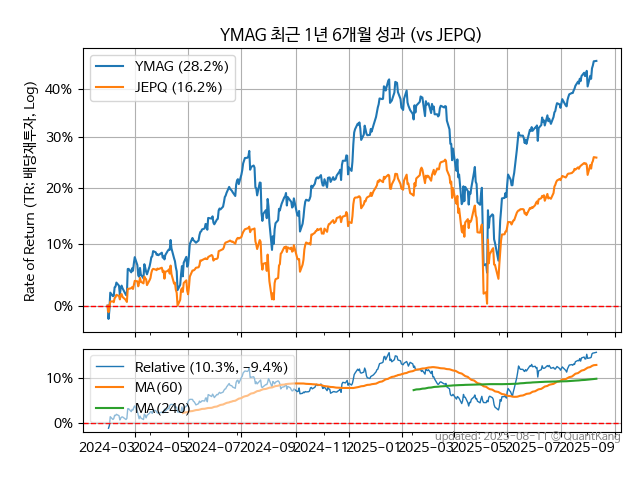 YMAG 최근 1년 6개월 성과 (vs JEPQ)
Rate of Return (TR: 배당재투자, Log)
YMAG (28.2%)
JEPQ (16.2%)
40%
30%
20%
10%
0%
Relative (10.3%, −9.4%)
MA(60)
MA(240)
10%
0%
2024-03
2024-05
2024-07
2024-09
2024-11
2025-01
2025-03
2025-05
2025-07
2025-09
updated: 2025-08-11 © QuantKang